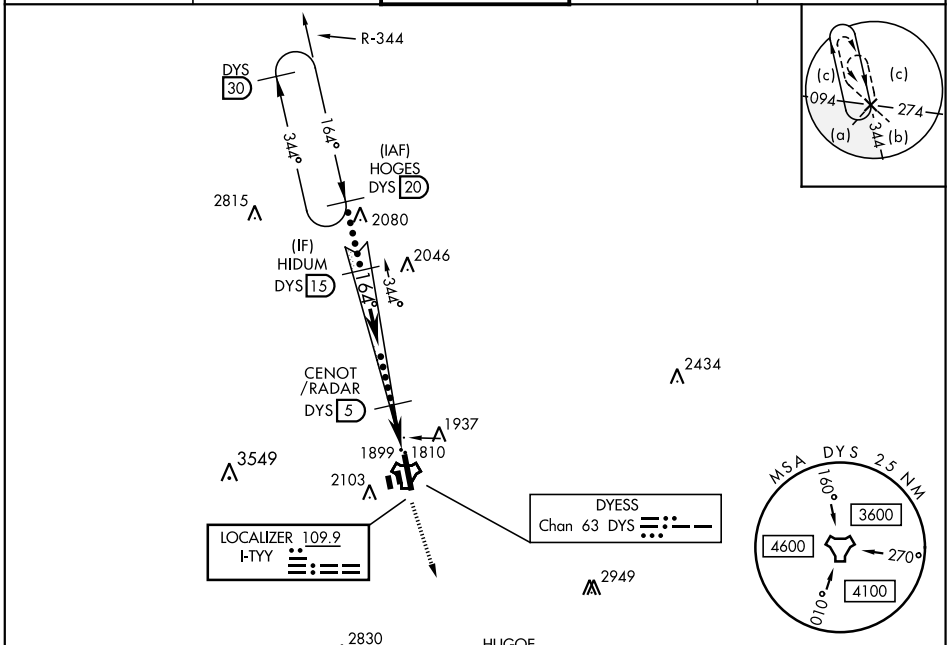 R-344
DYS
30
164°
344°
(IAF)
HOGES
DYS 20
2815
2080
(IF)
HIDUM
DYS 15
2046
164°
344°
2434
CENOT
/RADAR
DYS 5
1937
1899
1810
3549
2103
LOCALIZER 109.9
I-TYY
DYESS
Chan 63 DYS
2949
2830
(c)
(c)
094
274
(a)
344
(b)
MSA DYS 25 NM
160°
3600
4600
270°
4100
010°